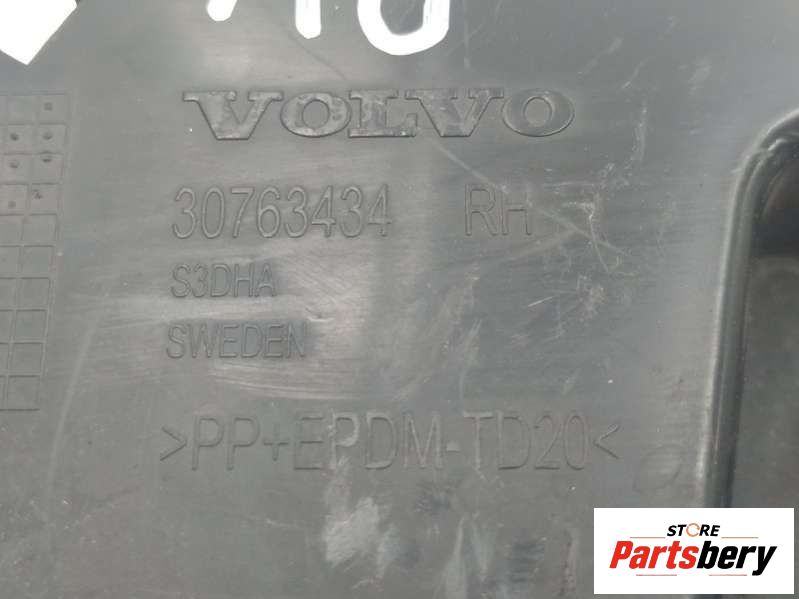 VOLVO
30763434 RH
S3DHA
SWEDEN
>PP+EPDM-TD20<
STORE
Partsbery